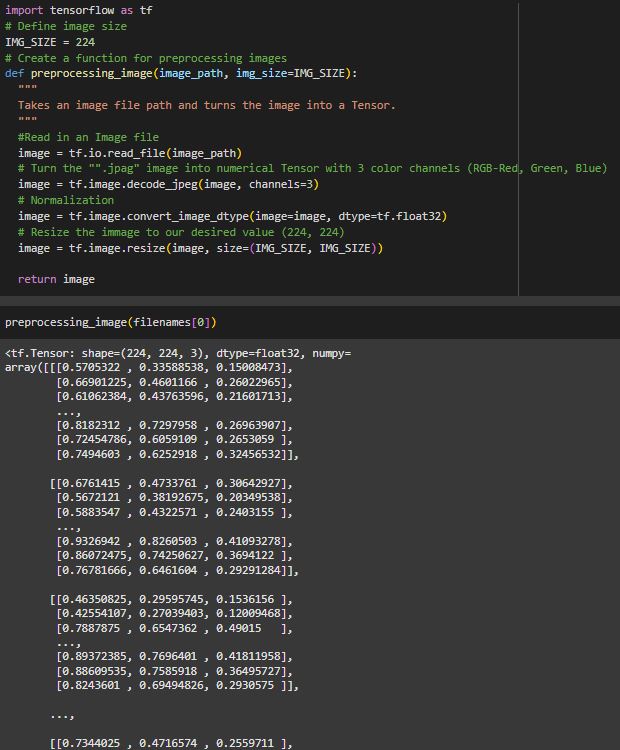 import tensorflow as tf
# Define image size
IMG_SIZE = 224
# Create a function for preprocessing images
def preprocessing_image(image_path, img_size=IMG_SIZE):
  """
  Takes an image file path and turns the image into a Tensor.
  """
  #Read in an Image file
  image = tf.io.read_file(image_path)
  # Turn the "".jpag" image into numerical Tensor with 3 color channels (RGB-Red, Green, Blue)
  image = tf.image.decode_jpeg(image, channels=3)
  # Normalization
  image = tf.image.convert_image_dtype(image=image, dtype=tf.float32)
  # Resize the immage to our desired value (224, 224)
  image = tf.image.resize(image, size=(IMG_SIZE, IMG_SIZE))
  return image
preprocessing_image(filenames[0])
<tf.Tensor: shape=(224, 224, 3), dtype=float32, numpy=
array([[[0.5705322 , 0.33588538, 0.15008473],
        [0.66901225, 0.4601166 , 0.26022965],
        [0.61062384, 0.43763596, 0.21601713],
        ...,
        [0.8182312 , 0.7297958 , 0.26963907],
        [0.72454786, 0.6059109 , 0.2653059 ],
        [0.7494603 , 0.6252918 , 0.32456532]],
       [[0.6761415 , 0.4733761 , 0.30642927],
        [0.5672121 , 0.38192675, 0.20349538],
        [0.5883547 , 0.4322571 , 0.2403155 ],
        ...,
        [0.9326942 , 0.8260503 , 0.41093278],
        [0.86072475, 0.74250627, 0.3694122 ],
        [0.76781666, 0.6461604 , 0.29291284]],
       [[0.46350825, 0.29595745, 0.1536156 ],
        [0.42554107, 0.27039403, 0.12009468],
        [0.7887875 , 0.6547362 , 0.49015   ],
        ...,
        [0.89372385, 0.7696401 , 0.41811958],
        [0.88609535, 0.7585918 , 0.36495727],
        [0.8243601 , 0.69494826, 0.2930575 ]],
       ...,
       [[0.7344025 , 0.4716574 , 0.2559711 ],